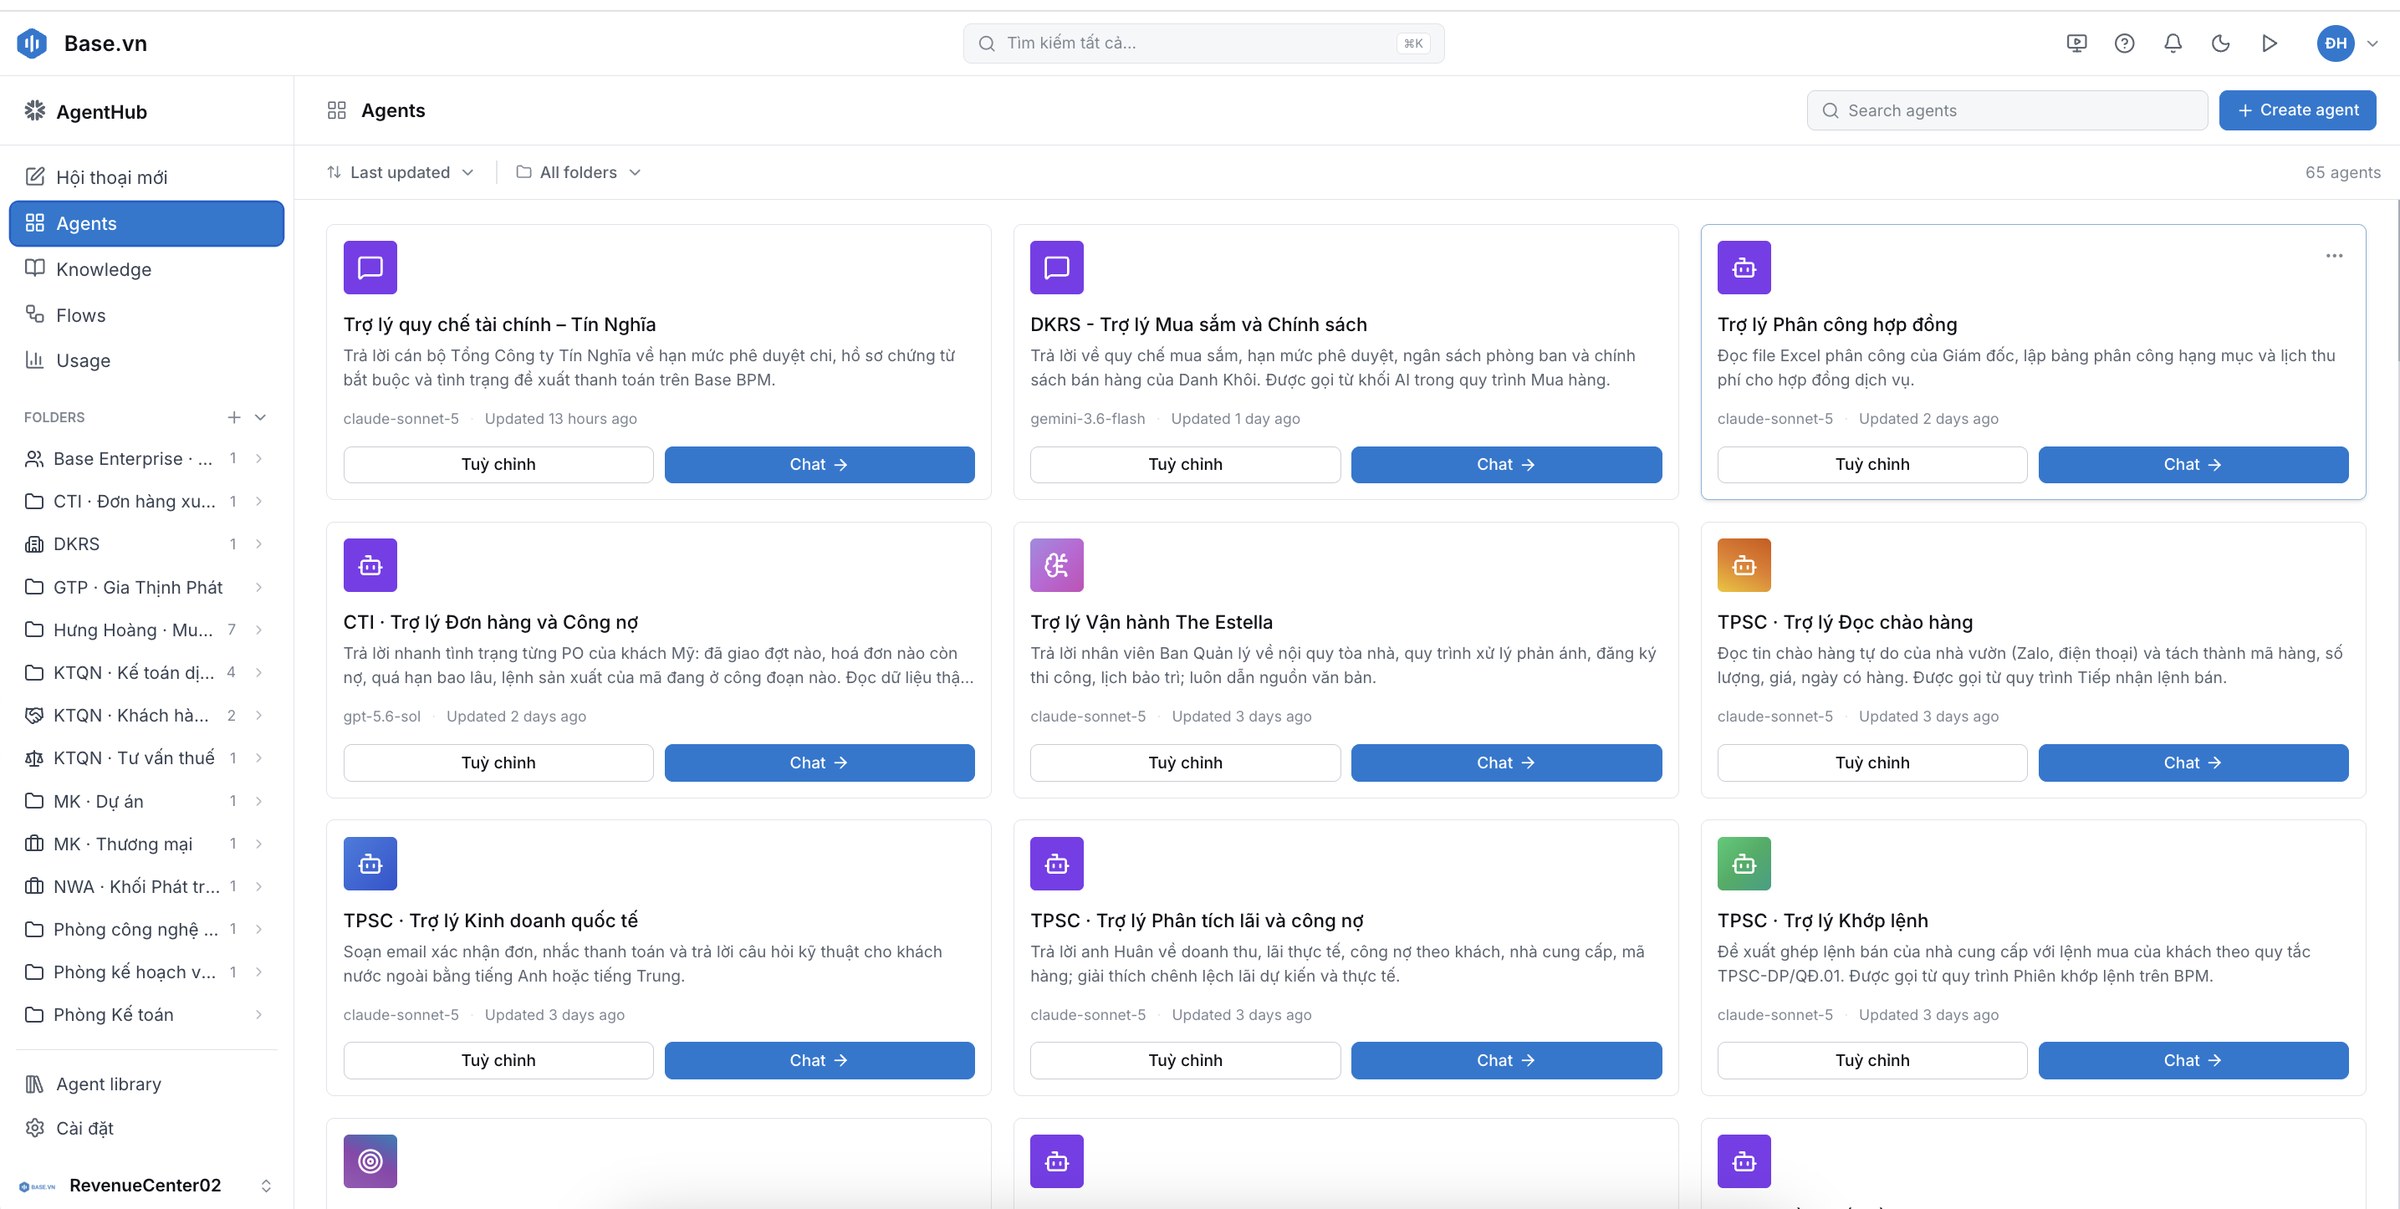 Base.vn
Tìm kiếm tất cả...
⌘K
ĐH
AgentHub
Hội thoại mới
Agents
Knowledge
Flows
Usage
FOLDERS
Base Enterprise · ... 1
CTI · Đơn hàng xu... 1
DKRS 1
GTP · Gia Thịnh Phát
Hưng Hoàng · Mu... 7
KTQN · Kế toán dị... 4
KTQN · Khách hà... 2
KTQN · Tư vấn thuế 1
MK · Dự án 1
MK · Thương mại 1
NWA · Khối Phát tr... 1
Phòng công nghệ ... 1
Phòng kế hoạch v... 1
Phòng Kế toán
Agent library
Cài đặt
BASE.VN
RevenueCenter02
Agents
Search agents
+ Create agent
Last updated
All folders
65 agents
Trợ lý quy chế tài chính – Tín Nghĩa
Trả lời cán bộ Tổng Công ty Tín Nghĩa về hạn mức phê duyệt chi, hồ sơ chứng từ
bắt buộc và tình trạng đề xuất thanh toán trên Base BPM.
claude-sonnet-5 · Updated 13 hours ago
Tuỳ chỉnh
Chat →
DKRS - Trợ lý Mua sắm và Chính sách
Trả lời về quy chế mua sắm, hạn mức phê duyệt, ngân sách phòng ban và chính
sách bán hàng của Danh Khôi. Được gọi từ khối AI trong quy trình Mua hàng.
gemini-3.6-flash · Updated 1 day ago
Tuỳ chỉnh
Chat →
Trợ lý Phân công hợp đồng
Đọc file Excel phân công của Giám đốc, lập bảng phân công hạng mục và lịch thu
phí cho hợp đồng dịch vụ.
claude-sonnet-5 · Updated 2 days ago
Tuỳ chỉnh
Chat →
CTI · Trợ lý Đơn hàng và Công nợ
Trả lời nhanh tình trạng từng PO của khách Mỹ: đã giao đợt nào, hoá đơn nào còn
nợ, quá hạn bao lâu, lệnh sản xuất của mã đang ở công đoạn nào. Đọc dữ liệu thậ...
gpt-5.6-sol · Updated 2 days ago
Tuỳ chỉnh
Chat →
Trợ lý Vận hành The Estella
Trả lời nhân viên Ban Quản lý về nội quy tòa nhà, quy trình xử lý phản ánh, đăng ký
thi công, lịch bảo trì; luôn dẫn nguồn văn bản.
claude-sonnet-5 · Updated 3 days ago
Tuỳ chỉnh
Chat →
TPSC · Trợ lý Đọc chào hàng
Đọc tin chào hàng tự do của nhà vườn (Zalo, điện thoại) và tách thành mã hàng, số
lượng, giá, ngày có hàng. Được gọi từ quy trình Tiếp nhận lệnh bán.
claude-sonnet-5 · Updated 3 days ago
Tuỳ chỉnh
Chat →
TPSC · Trợ lý Kinh doanh quốc tế
Soạn email xác nhận đơn, nhắc thanh toán và trả lời câu hỏi kỹ thuật cho khách
nước ngoài bằng tiếng Anh hoặc tiếng Trung.
claude-sonnet-5 · Updated 3 days ago
Tuỳ chỉnh
Chat →
TPSC · Trợ lý Phân tích lãi và công nợ
Trả lời anh Huân về doanh thu, lãi thực tế, công nợ theo khách, nhà cung cấp, mã
hàng; giải thích chênh lệch lãi dự kiến và thực tế.
claude-sonnet-5 · Updated 3 days ago
Tuỳ chỉnh
Chat →
TPSC · Trợ lý Khớp lệnh
Đề xuất ghép lệnh bán của nhà cung cấp với lệnh mua của khách theo quy tắc
TPSC-DP/QĐ.01. Được gọi từ quy trình Phiên khớp lệnh trên BPM.
claude-sonnet-5 · Updated 3 days ago
Tuỳ chỉnh
Chat →